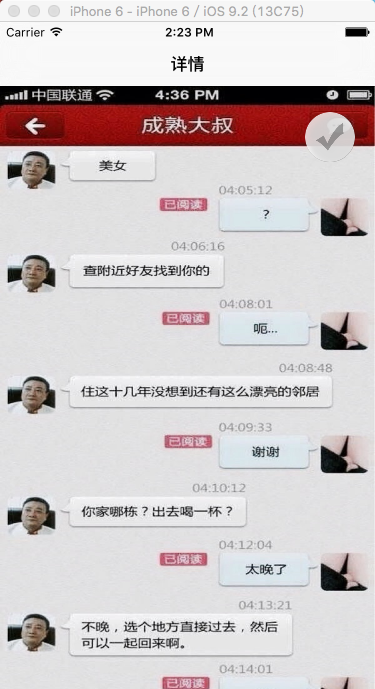 iPhone 6 - iPhone 6 / iOS 9.2 (13C75)
Carrier 2:23 PM
详情
中国联通 4:36 PM
成熟大叔
美女
04:05:12
已阅读
?
04:06:16
查附近好友找到你的
04:08:01
已阅读
呃...
04:08:48
住这十几年没想到还有这么漂亮的邻居
04:09:33
已阅读
谢谢
04:10:12
你家哪栋？出去喝一杯？
04:12:04
已阅读
太晚了
04:13:21
不晚，选个地方直接过去，然后
可以一起回来啊。
04:14:01
已阅读